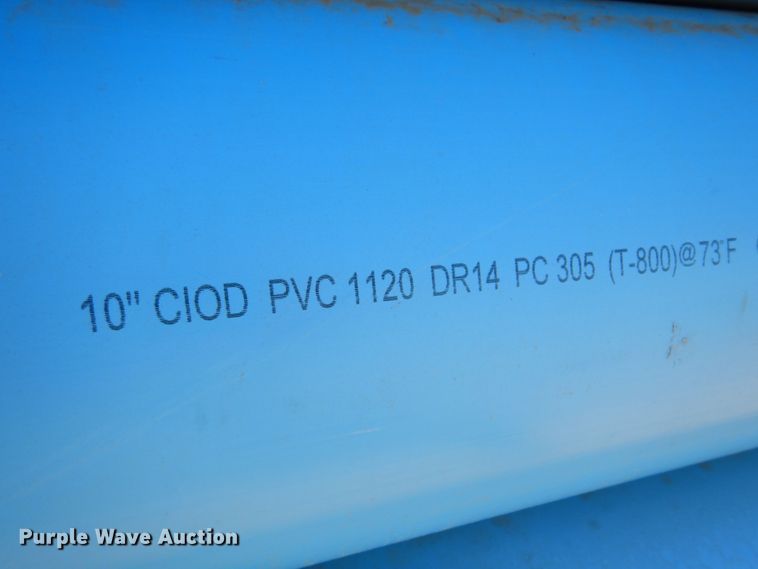 10" CIOD PVC 1120 DR14 PC 305 (T-800)@73°F
Purple Wave Auction